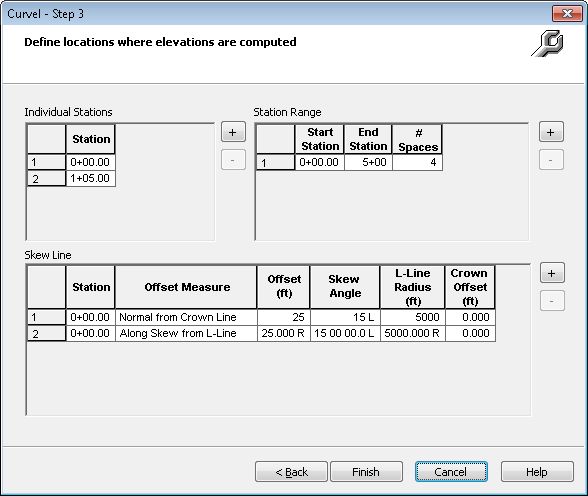 Curvel - Step 3
Define locations where elevations are computed
Individual Stations
Station
1 0+00.00
2 1+05.00
+
-
Station Range
Start Station End Station # Spaces
1 0+00.00 5+00 4
+
-
Skew Line
Station Offset Measure Offset (ft) Skew Angle L-Line Radius (ft) Crown Offset (ft)
1 0+00.00 Normal from Crown Line 25 15 L 5000 0.000
2 0+00.00 Along Skew from L-Line 25.000 R 15 00 00.0 L 5000.000 R 0.000
+
-
< Back Finish Cancel Help